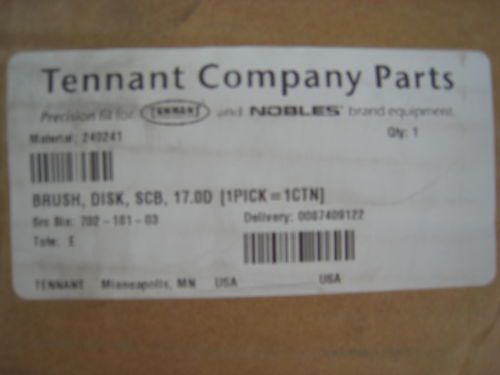 Tennant Company Parts
Precision fit for TENNANT and NOBLES® brand equipment.
Material: 240241 Qty: 1
BRUSH, DISK, SCB, 17.0D [1PICK=1CTN]
Src Bin: 702-101-03 Delivery: 0087409122
Tote: E
TENNANT Minneapolis, MN USA USA